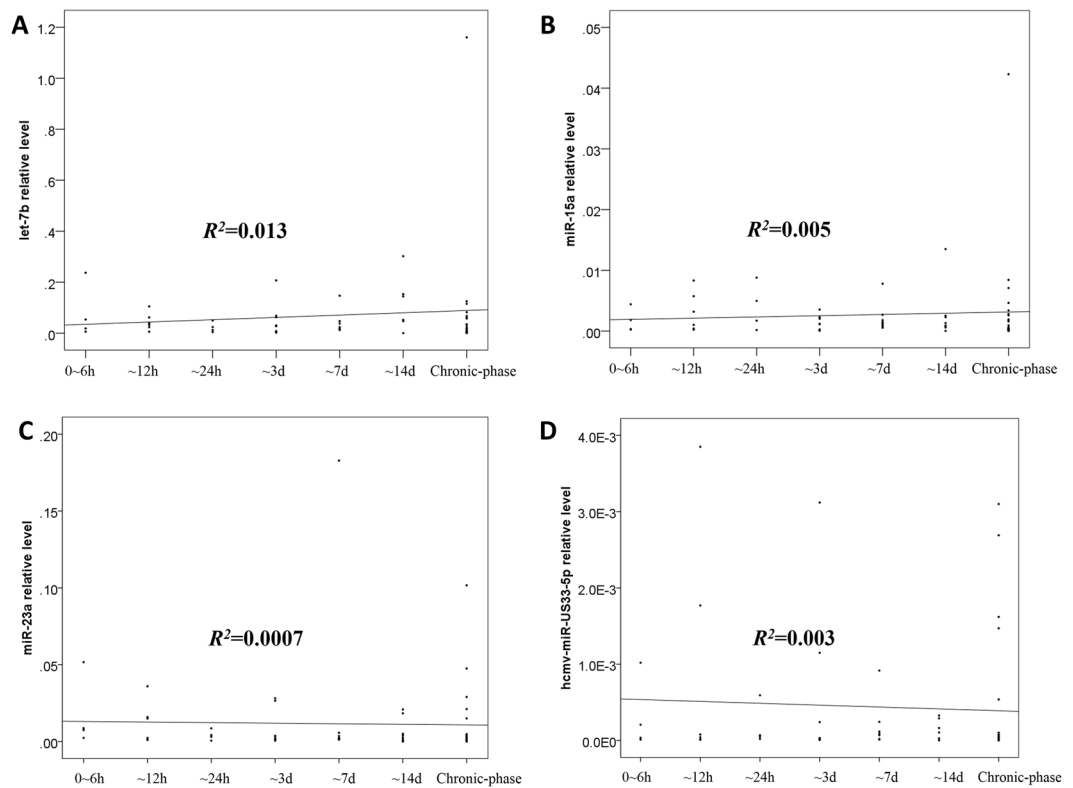 A
let-7b relative level
1.2
1.0
.8
.6
.4
.2
.0
R²=0.013
0~6h ~12h ~24h ~3d ~7d ~14d Chronic-phase
B
miR-15a relative level
.05
.04
.03
.02
.01
.00
R²=0.005
0~6h ~12h ~24h ~3d ~7d ~14d Chronic-phase
C
miR-23a relative level
.20
.15
.10
.05
.00
R²=0.0007
0~6h ~12h ~24h ~3d ~7d ~14d Chronic-phase
D
hcmv-miR-US33-5p relative level
4.0E-3
3.0E-3
2.0E-3
1.0E-3
0.0E0
R²=0.003
0~6h ~12h ~24h ~3d ~7d ~14d Chronic-phase